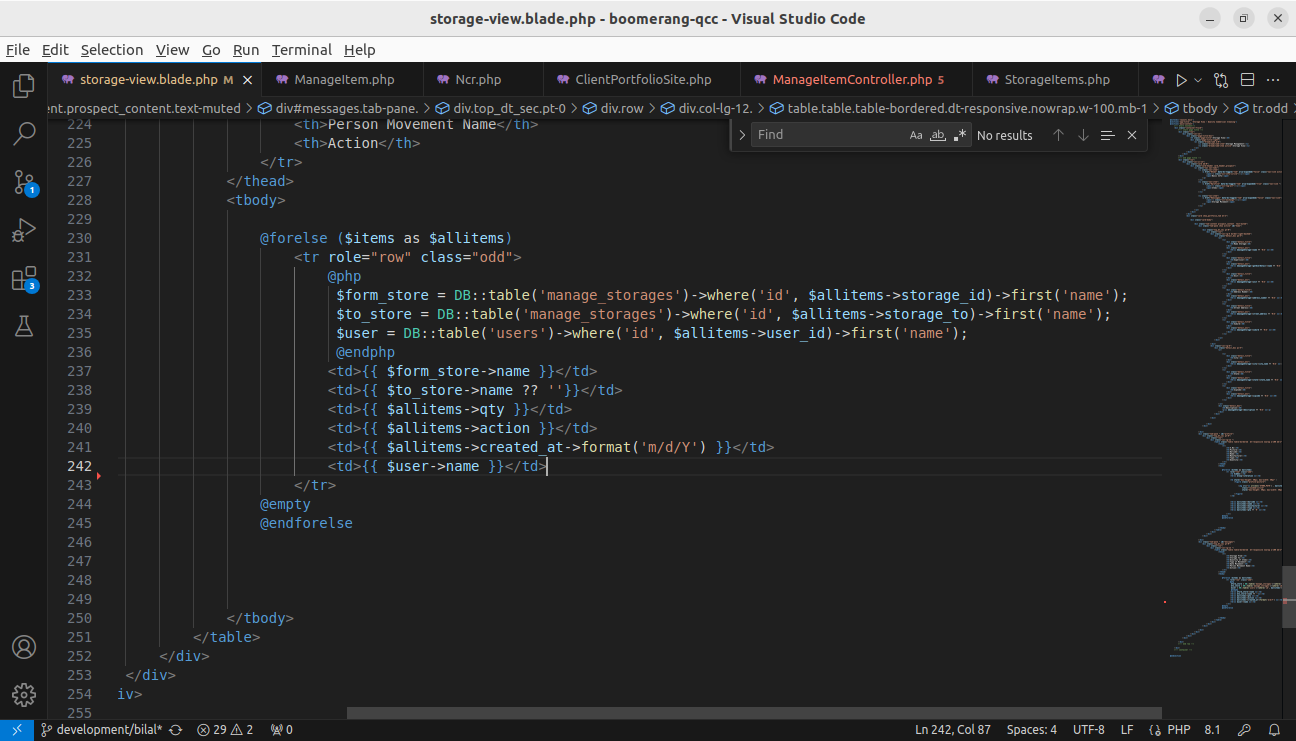 storage-view.blade.php - boomerang-qcc - Visual Studio Code
File Edit Selection View Go Run Terminal Help
storage-view.blade.php M ManageItem.php Ncr.php ClientPortfolioSite.php ManageItemController.php 5 StorageItems.php
ent.prospect_content.text-muted > div#messages.tab-pane. > div.top_dt_sec.pt-0 > div.row > div.col-lg-12. > table.table.table-bordered.dt-responsive.nowrap.w-100.mb-1 > tbody > tr.odd
Find Aa ab No results
224 <th>Person Movement Name</th>
225 <th>Action</th>
226 </tr>
227 </thead>
228 <tbody>
229
230 @forelse ($items as $allitems)
231 <tr role="row" class="odd">
232 @php
233 $form_store = DB::table('manage_storages')->where('id', $allitems->storage_id)->first('name');
234 $to_store = DB::table('manage_storages')->where('id', $allitems->storage_to)->first('name');
235 $user = DB::table('users')->where('id', $allitems->user_id)->first('name');
236 @endphp
237 <td>{{ $form_store->name }}</td>
238 <td>{{ $to_store->name ?? ''}}</td>
239 <td>{{ $allitems->qty }}</td>
240 <td>{{ $allitems->action }}</td>
241 <td>{{ $allitems->created_at->format('m/d/Y') }}</td>
242 <td>{{ $user->name }}</td>
243 </tr>
244 @empty
245 @endforelse
246
247
248
249
250 </tbody>
251 </table>
252 </div>
253 </div>
254 iv>
255
1
3
development/bilal* 29 2 0 Ln 242, Col 87 Spaces: 4 UTF-8 LF PHP 8.1